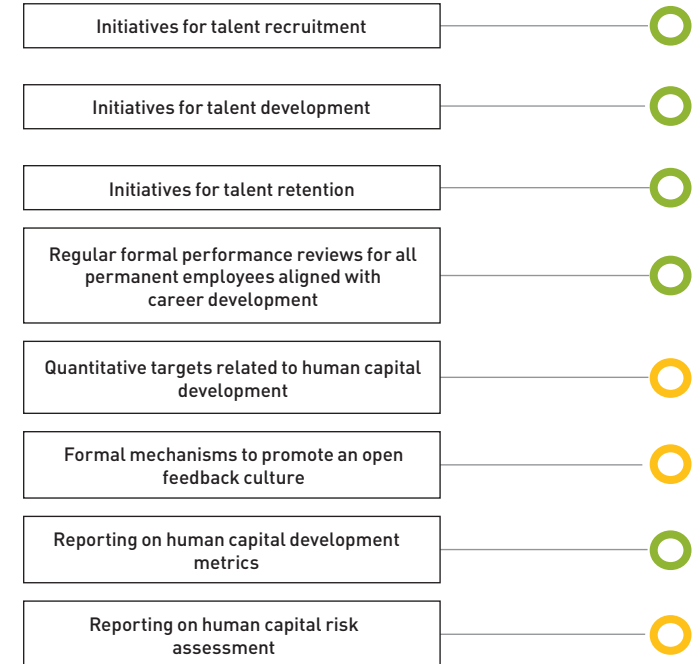 Initiatives for talent recruitment
Initiatives for talent development
Initiatives for talent retention
Regular formal performance reviews for all
permanent employees aligned with
career development
Quantitative targets related to human capital
development
Formal mechanisms to promote an open
feedback culture
Reporting on human capital development
metrics
Reporting on human capital risk
assessment